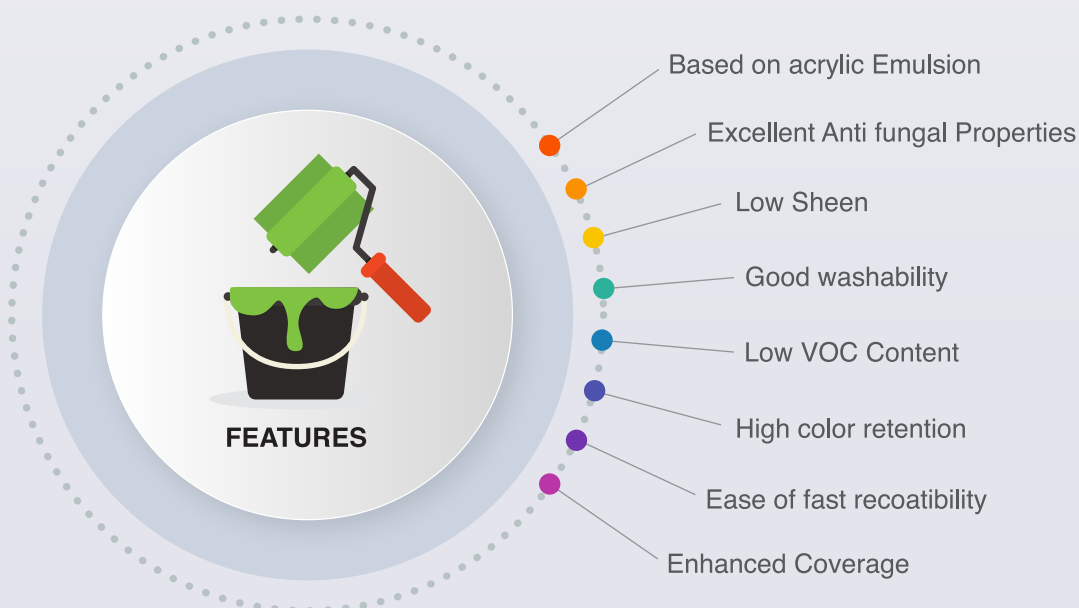 Based on acrylic Emulsion
Excellent Anti fungal Properties
Low Sheen
Good washability
Low VOC Content
High color retention
Ease of fast recoatibility
Enhanced Coverage
FEATURES